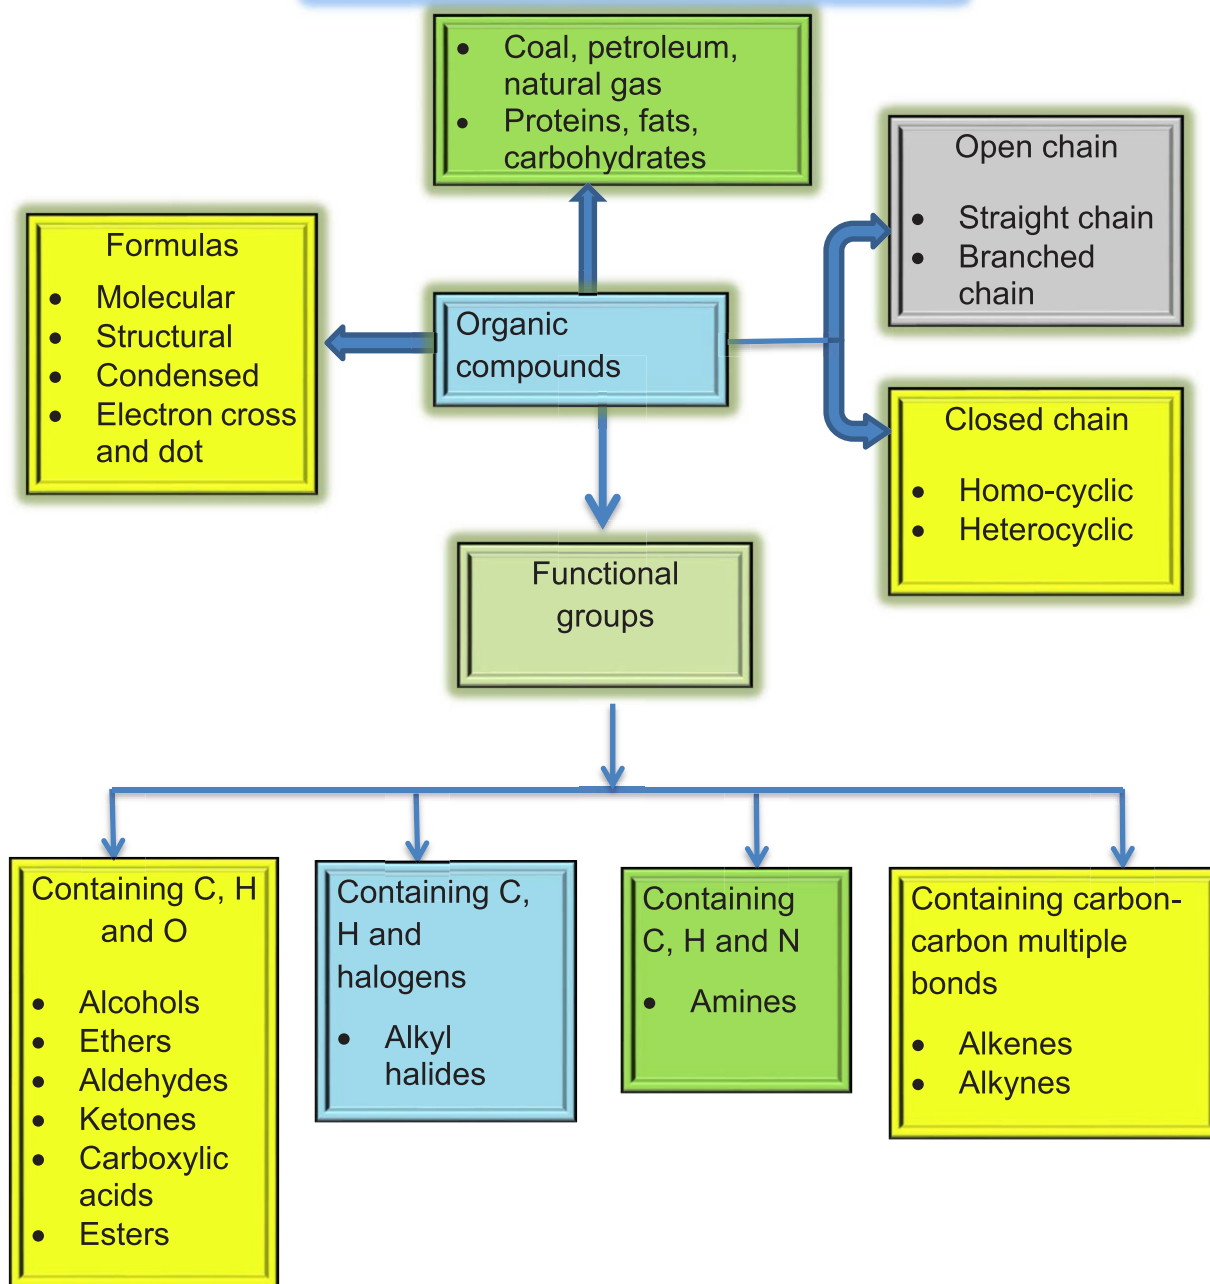 • Coal, petroleum,
natural gas
• Proteins, fats,
carbohydrates
Open chain
• Straight chain
• Branched
chain
Formulas
• Molecular
• Structural
• Condensed
• Electron cross
and dot
Organic
compounds
Closed chain
• Homo-cyclic
• Heterocyclic
Functional
groups
Containing C, H
and O
• Alcohols
• Ethers
• Aldehydes
• Ketones
• Carboxylic
acids
• Esters
Containing C,
H and
halogens
• Alkyl
halides
Containing
C, H and N
• Amines
Containing carbon-
carbon multiple
bonds
• Alkenes
• Alkynes